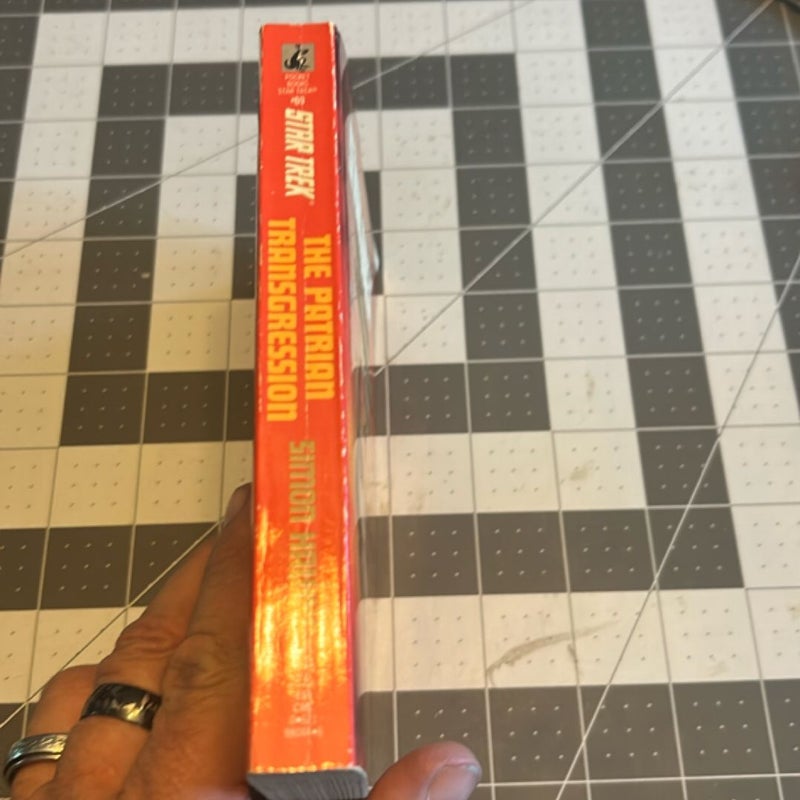 POCKET
BOOKS
STAR TREK®
#69
STAR TREK®
THE PATRIAN
TRANSGRESSION
SIMON